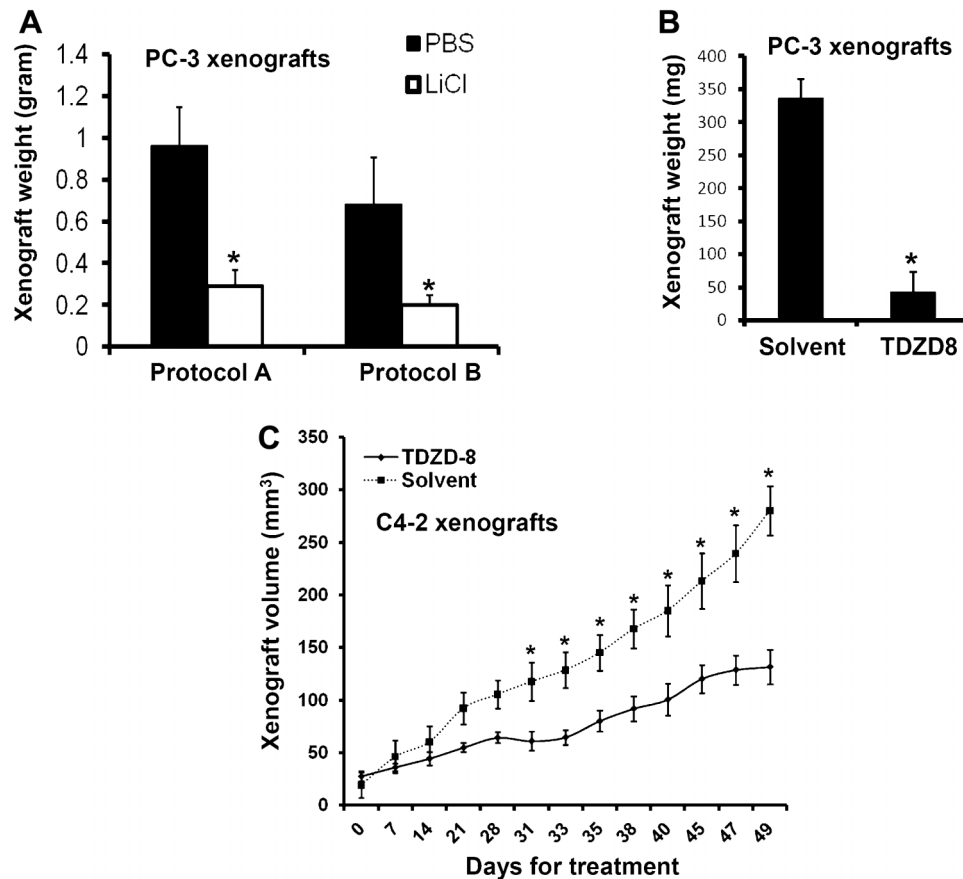 A
PC-3 xenografts
PBS
LiCl
Xenograft weight (gram)
1.4
1.2
1
0.8
0.6
0.4
0.2
0
*
*
Protocol A
Protocol B
B
PC-3 xenografts
Xenograft weight (mg)
400
350
300
250
200
150
100
50
0
*
Solvent
TDZD8
C
TDZD-8
Solvent
C4-2 xenografts
Xenograft volume (mm³)
350
300
250
200
150
100
50
0
* * * * * * * *
0 7 14 21 28 31 33 35 38 40 45 47 49
Days for treatment